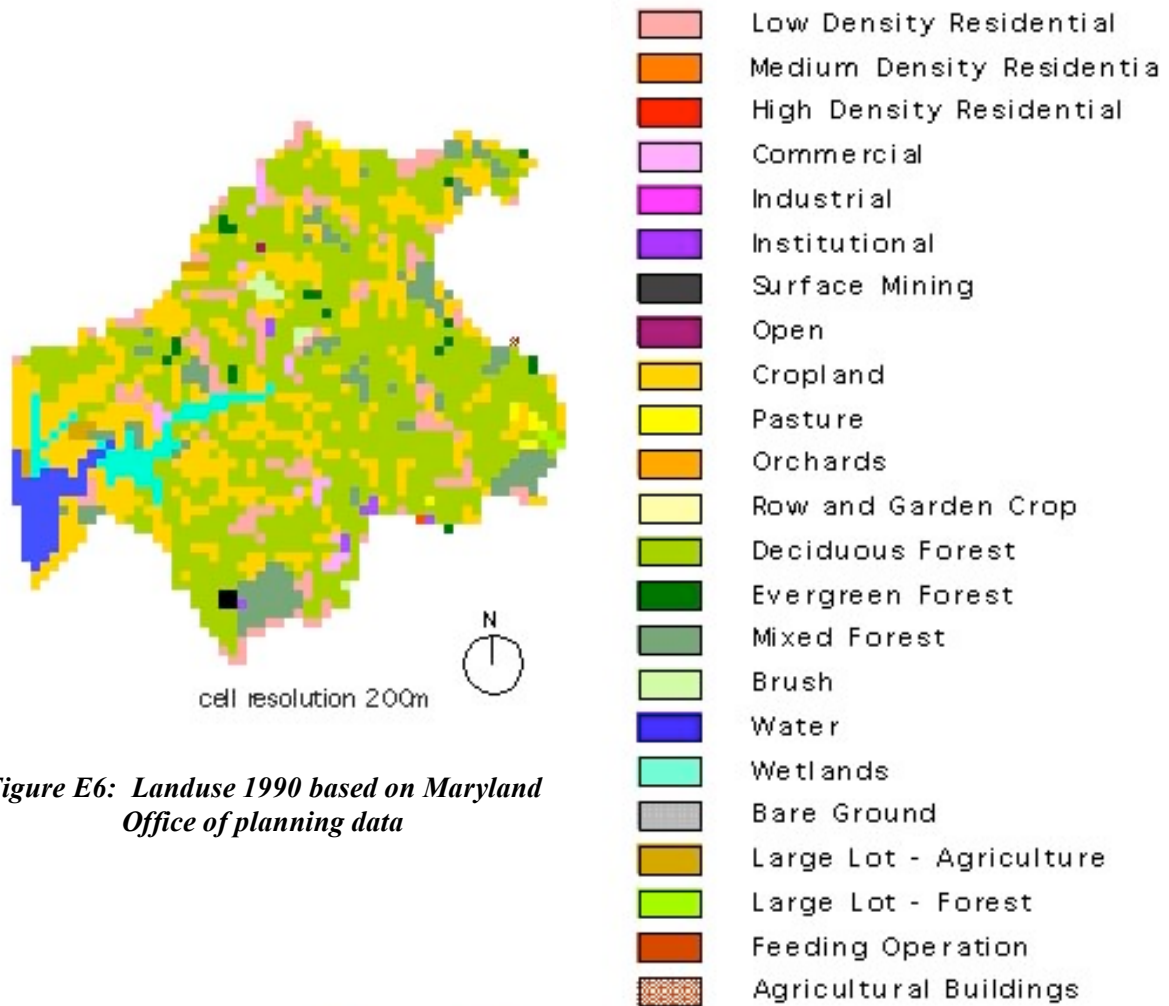 Low Density Residential
Medium Density Residentia
High Density Residential
Commercial
Industrial
Institutional
Surface Mining
Open
Cropland
Pasture
Orchards
Row and Garden Crop
Deciduous Forest
Evergreen Forest
Mixed Forest
Brush
Water
Wetlands
Bare Ground
Large Lot - Agriculture
Large Lot - Forest
Feeding Operation
Agricultural Buildings
N
cell resolution 200m
igure E6: Landuse 1990 based on Maryland
Office of planning data